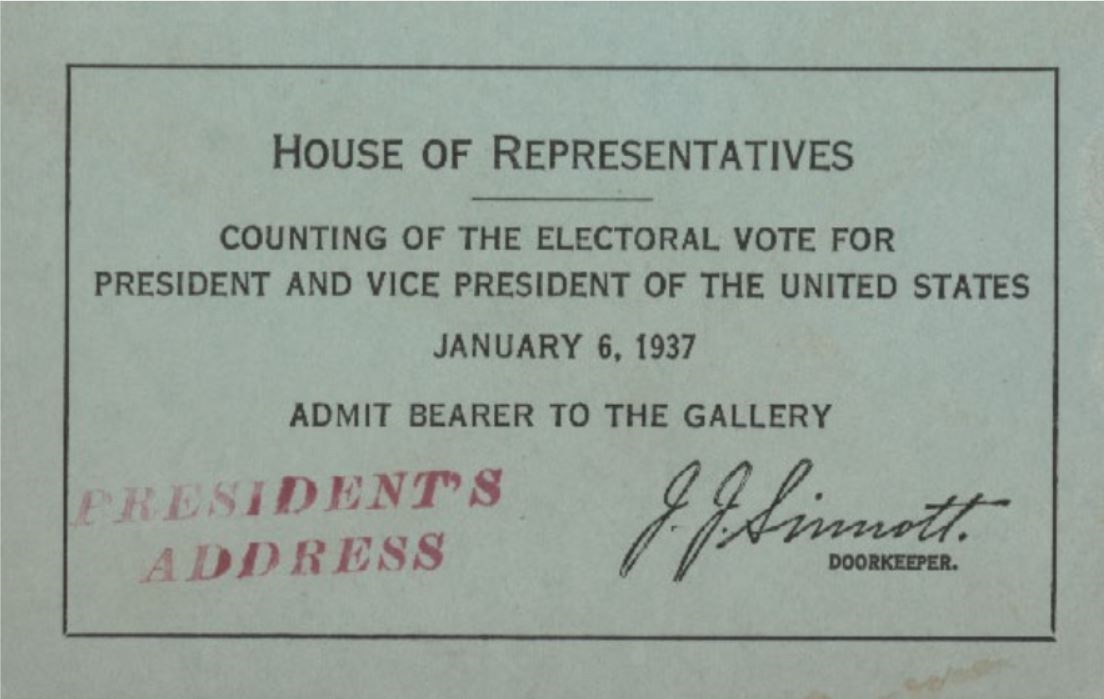 HOUSE OF REPRESENTATIVES
COUNTING OF THE ELECTORAL VOTE FOR
PRESIDENT AND VICE PRESIDENT OF THE UNITED STATES
JANUARY 6, 1937
ADMIT BEARER TO THE GALLERY
PRESIDENT'S
ADDRESS
J. J. Sinnott.
DOORKEEPER.